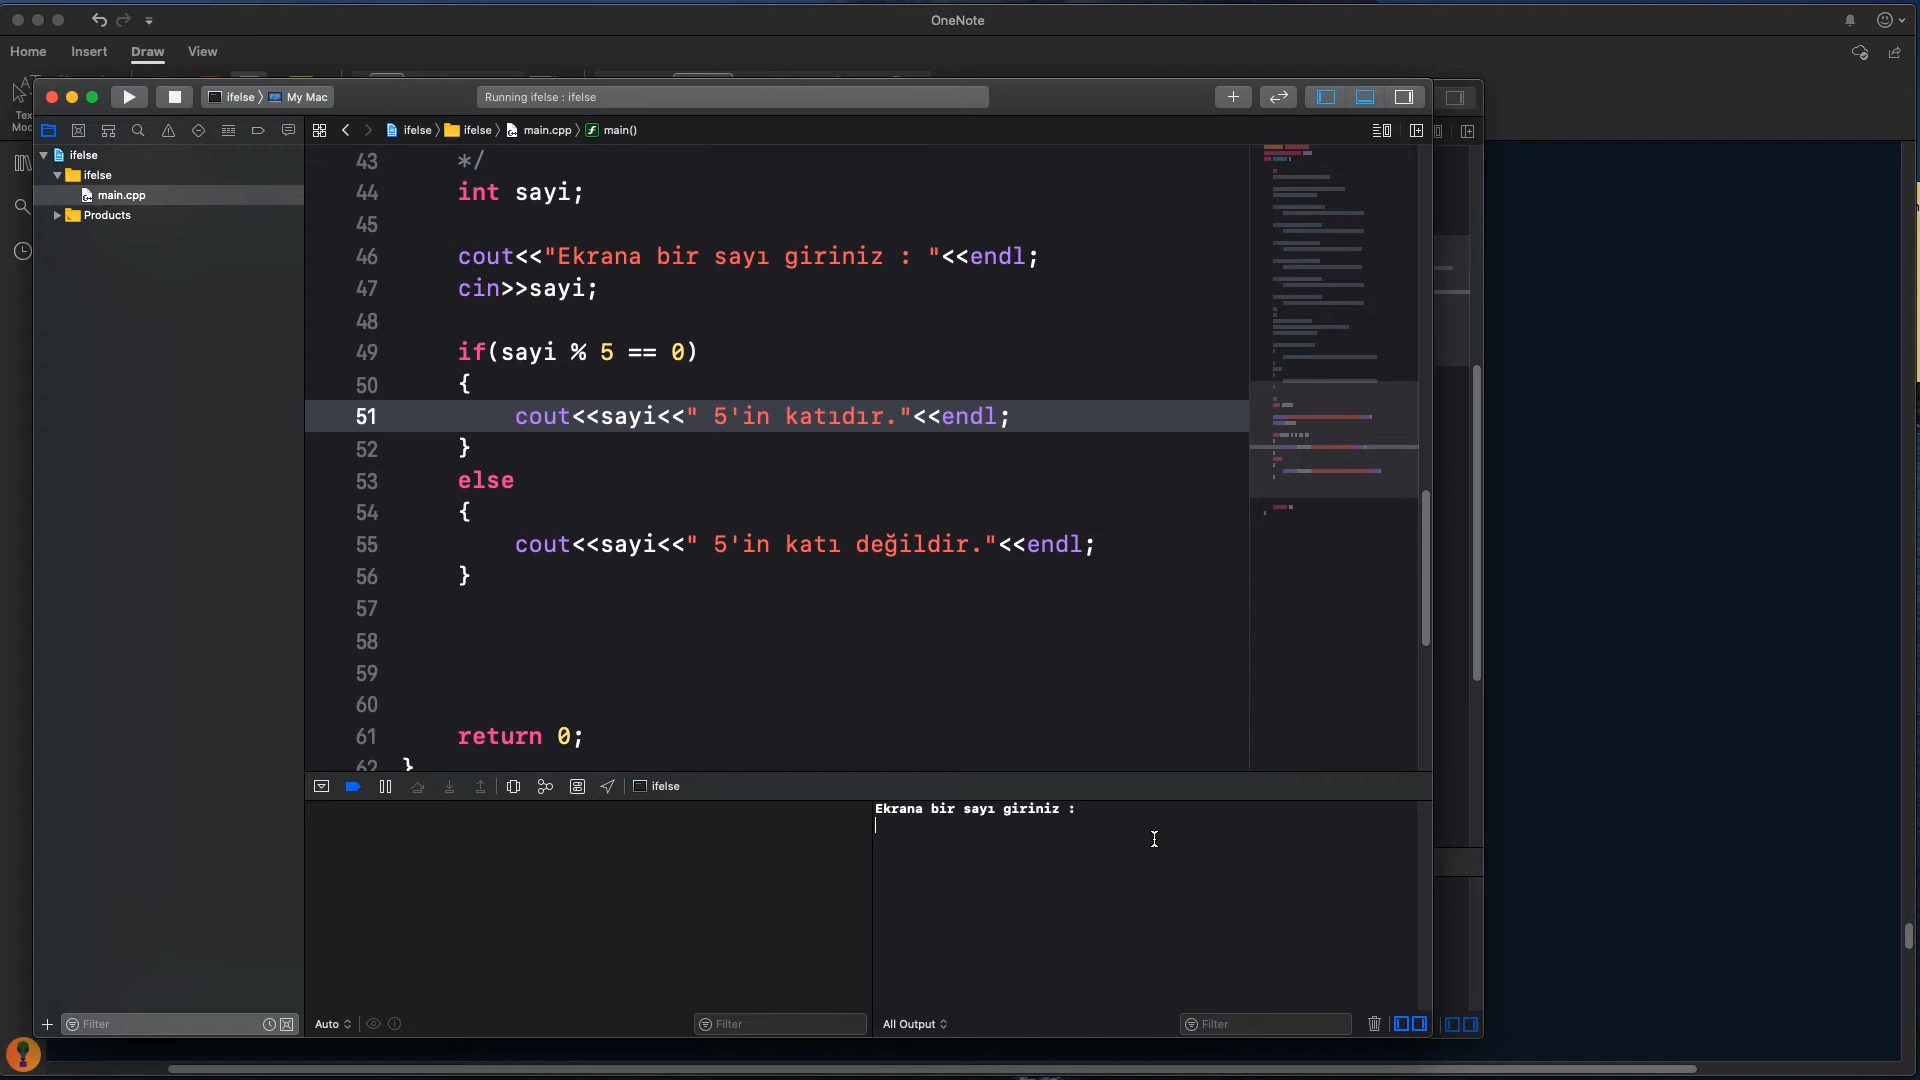 OneNote
Home Insert Draw View
ifelse My Mac
Running ifelse : ifelse
ifelse ifelse main.cpp main()
ifelse
ifelse
main.cpp
Products
43 */
44 int sayi;
45
46 cout<<"Ekrana bir sayı giriniz : "<<endl;
47 cin>>sayi;
48
49 if(sayi % 5 == 0)
50 {
51 cout<<sayi<<" 5'in katıdır."<<endl;
52 }
53 else
54 {
55 cout<<sayi<<" 5'in katı değildir."<<endl;
56 }
57
58
59
60
61 return 0;
62 }
ifelse
Ekrana bir sayı giriniz :
Filter
Auto
Filter
All Output
Filter